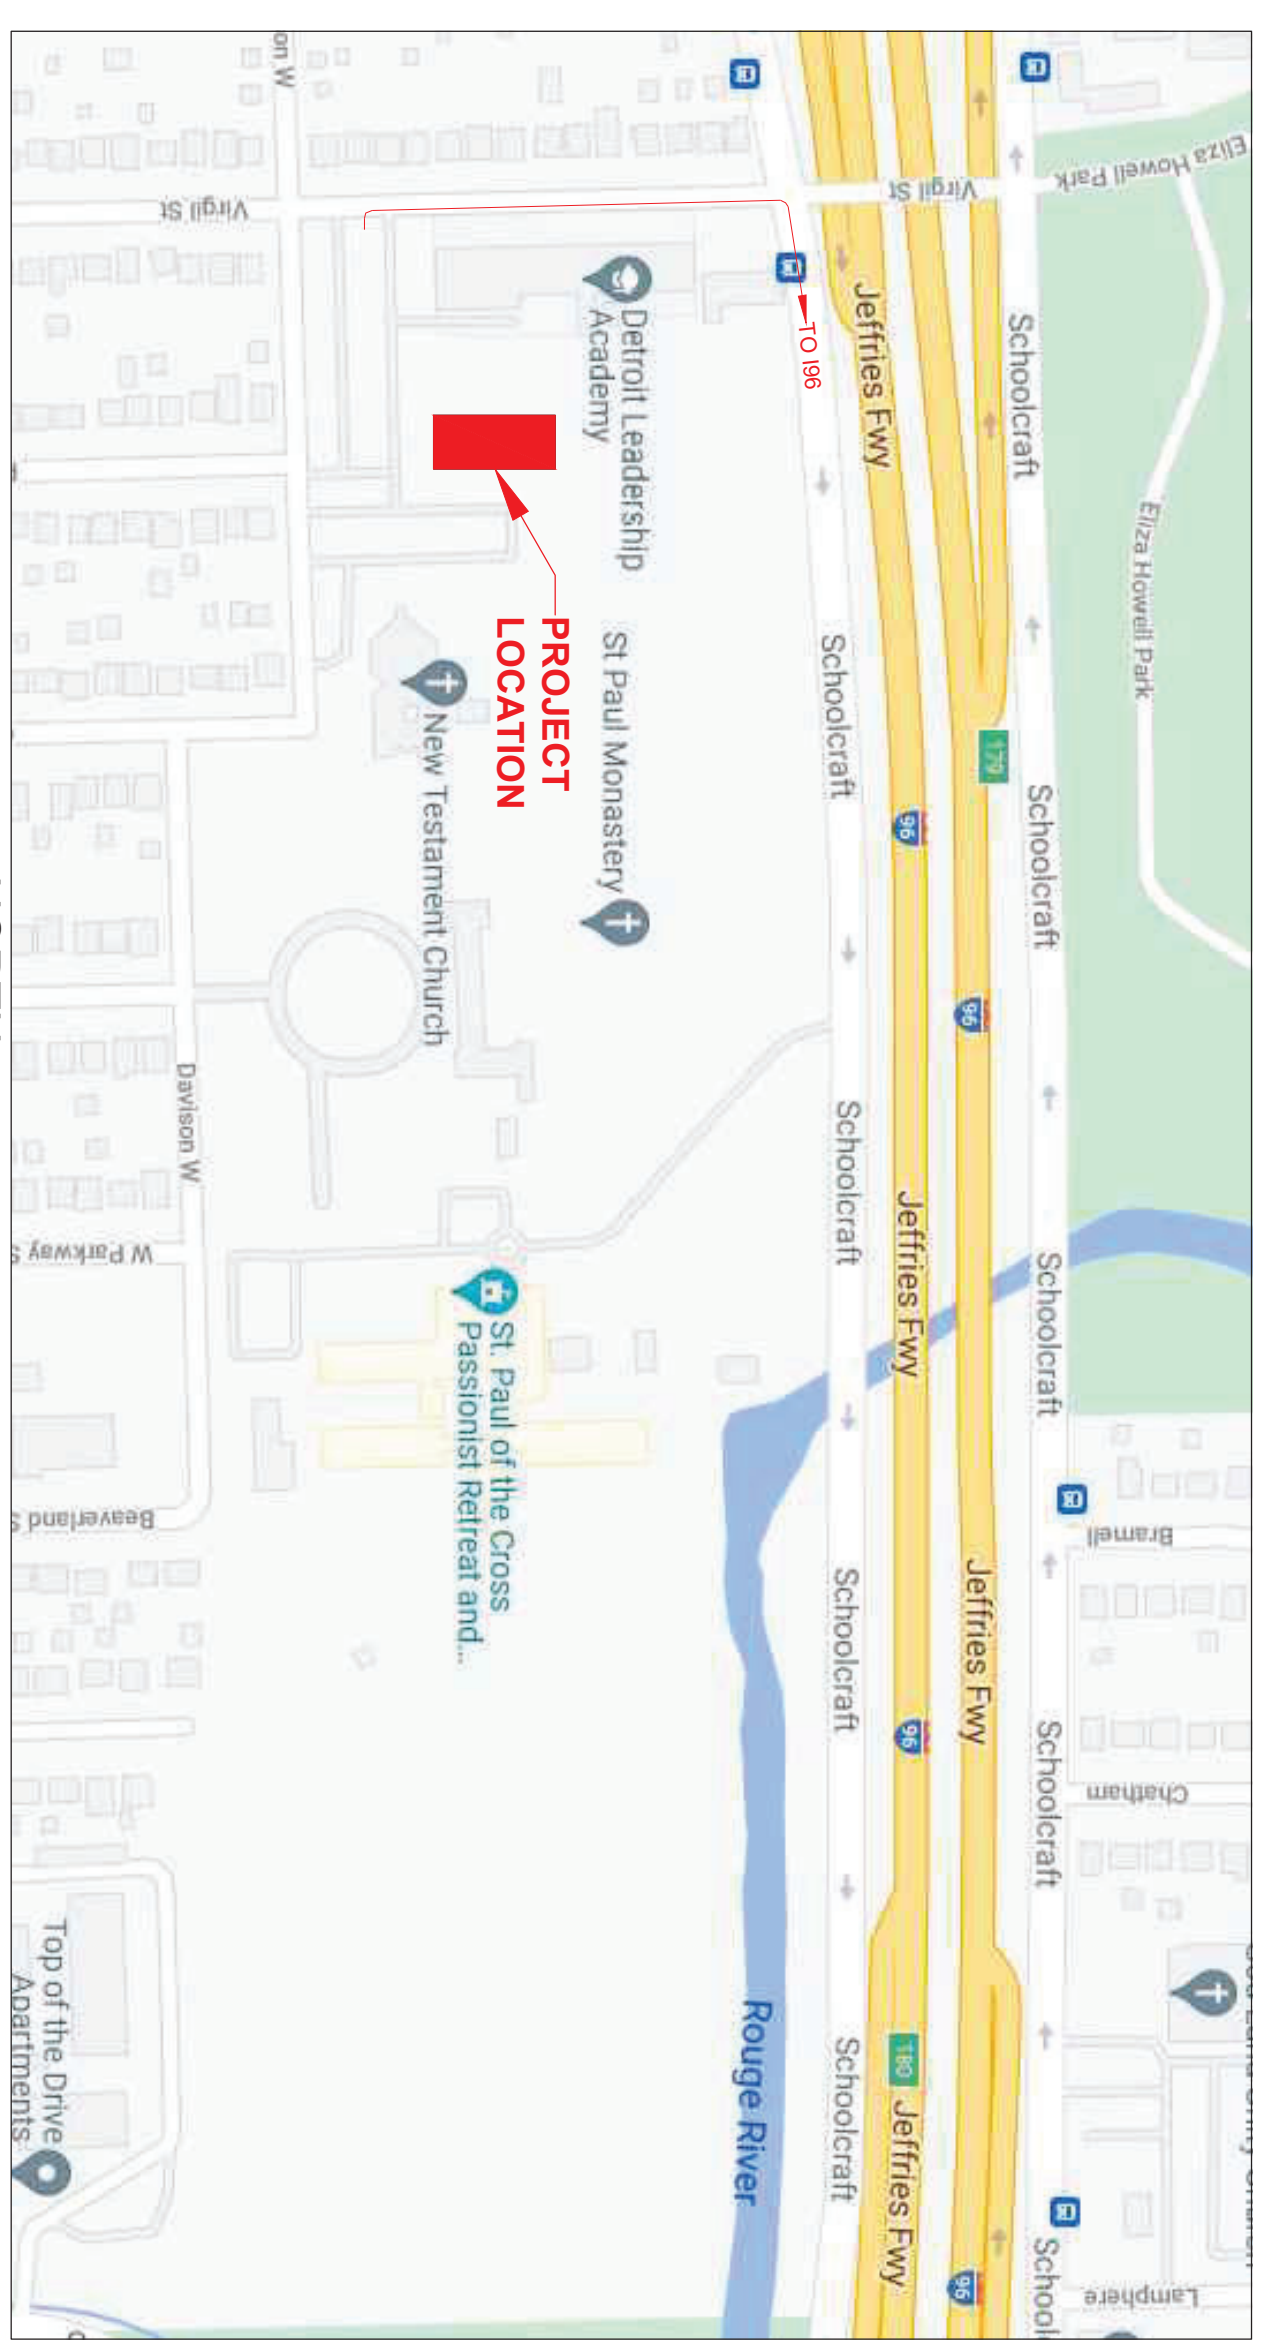 Eliza Howell Park
Eliza Howell Park
Bramell
Chatham
Lamphere
Schoolcraft
Schoolcraft
Schoolcraft
Schoolcraft
School
Virgil St
179
96
Jeffries Fwy
96
Jeffries Fwy
96
Jeffries Fwy
96
180
Jeffries Fwy
TO I96
Schoolcraft
Schoolcraft
Schoolcraft
Schoolcraft
Rouge River
Detroit Leadership
Academy
St Paul Monastery
PROJECT
LOCATION
New Testament Church
St. Paul of the Cross
Passionist Retreat and...
on W
Virgil St
Davison W
W Parkway S
Beaverland S
Top of the Drive
Apartments